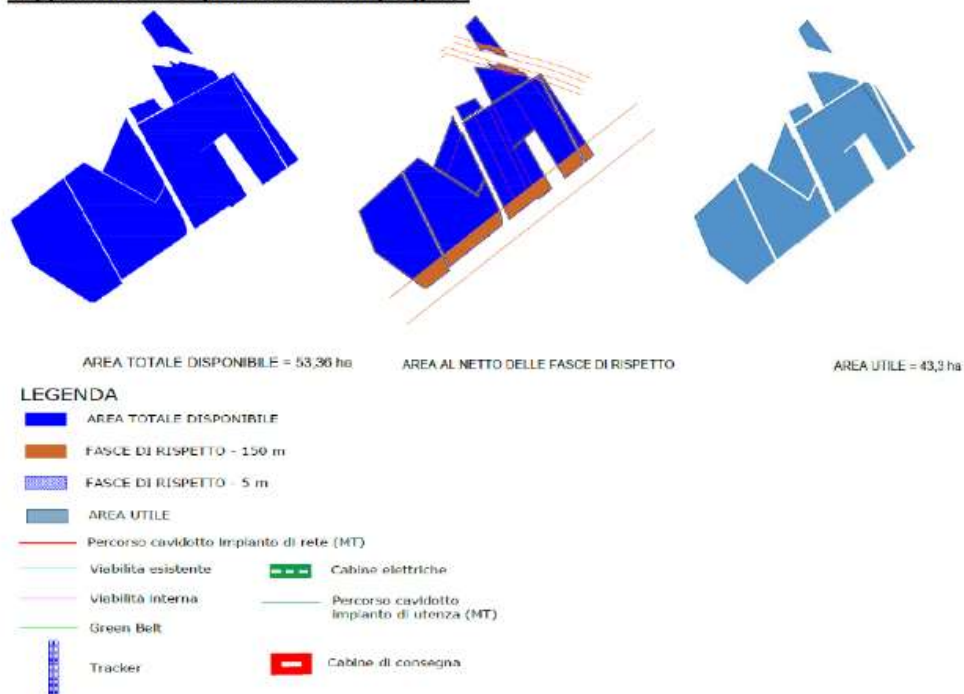 AREA TOTALE DISPONIBILE = 53,36 ha
AREA AL NETTO DELLE FASCE DI RISPETTO
AREA UTILE = 43,3 ha
LEGENDA
AREA TOTALE DISPONIBILE
FASCE DI RISPETTO - 150 m
FASCE DI RISPETTO - 5 m
AREA UTILE
Percorso cavidotto impianto di rete (MT)
Viabilità esistente
Cabine elettriche
Viabilità interna
Percorso cavidotto
impianto di utenza (MT)
Green Belt
Tracker
Cabine di consegna